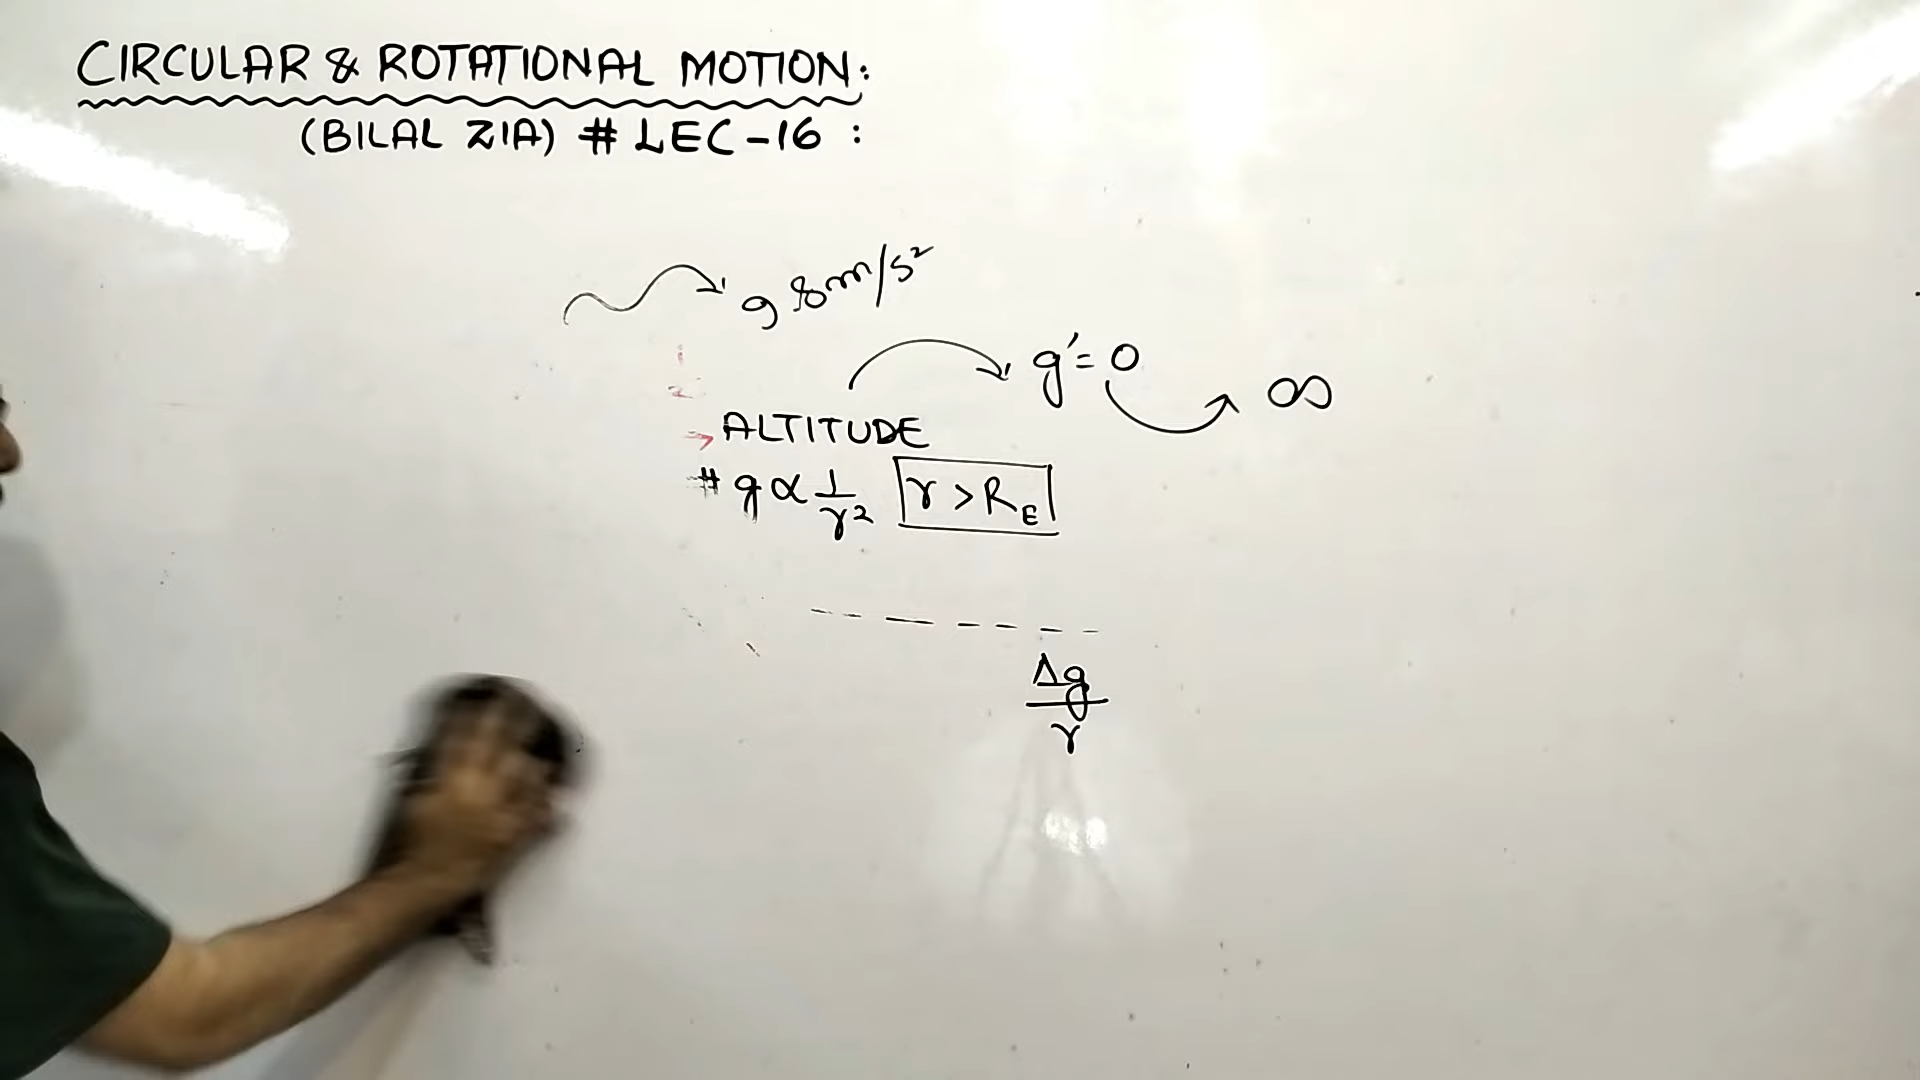 CIRCULAR & ROTATIONAL MOTION:
(BILAL ZIA) # LEC-16 :
9.8m/s²
g'=0 ∞
→ ALTITUDE
# g ∝ 1/r² r > R_E
Δg/r